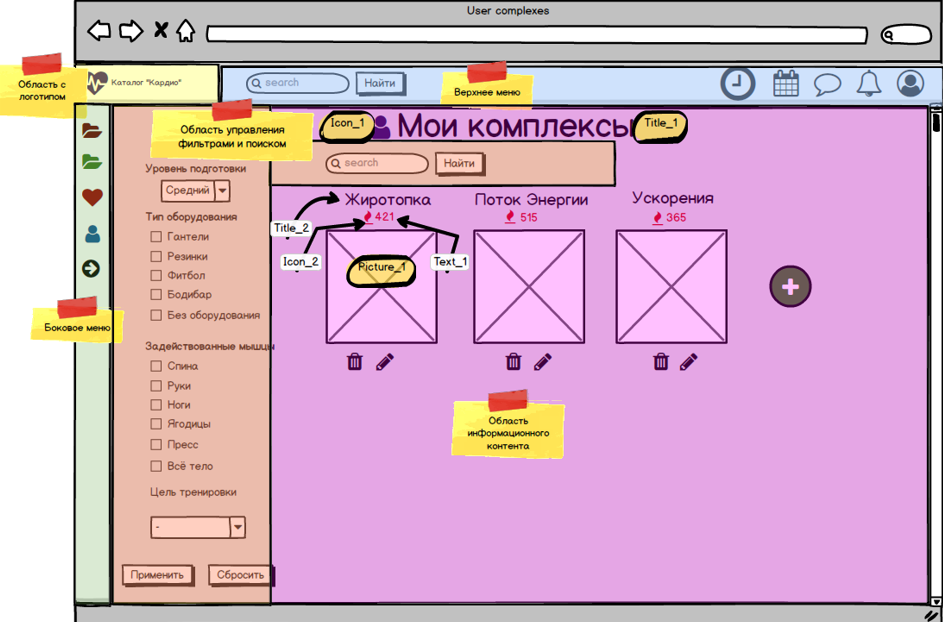 User complexes
Область с
логотипом
Каталог "Кардио"
search
Найти
Верхнее меню
Область управления
фильтрами и поиском
Icon_1
Мои комплексы
Title_1
search
Найти
Уровень подготовки
Средний
Тип оборудования
Гантели
Резинки
Фитбол
Бодибар
Без оборудования
Боковое меню
Задействованные мышцы
Спина
Руки
Ноги
Ягодицы
Пресс
Всё тело
Цель тренировки
-
Применить
Сбросить
Жиротопка
Поток Энергии
Ускорения
421
515
365
Title_2
Icon_2
Picture_1
Text_1
Область
информационного
контента